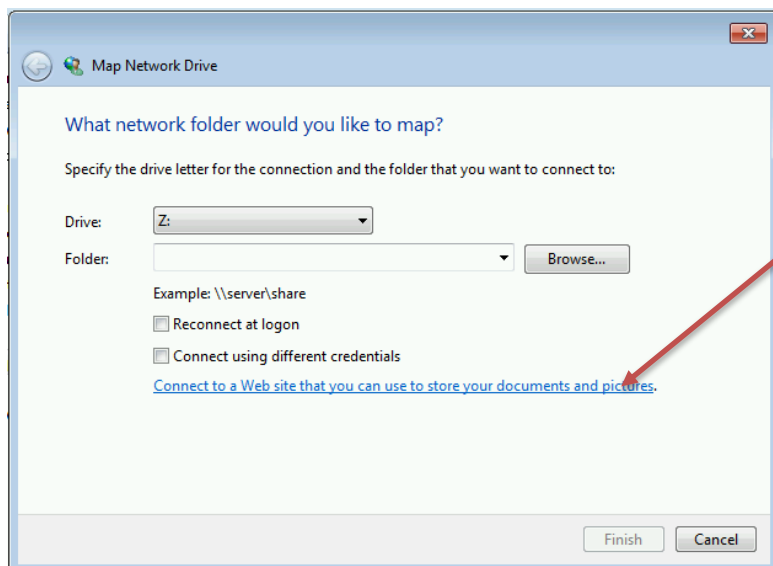 Map Network Drive
What network folder would you like to map?
Specify the drive letter for the connection and the folder that you want to connect to:
Drive: Z:
Folder: Browse...
Example: \\server\share
Reconnect at logon
Connect using different credentials
Connect to a Web site that you can use to store your documents and pictures.
Finish Cancel